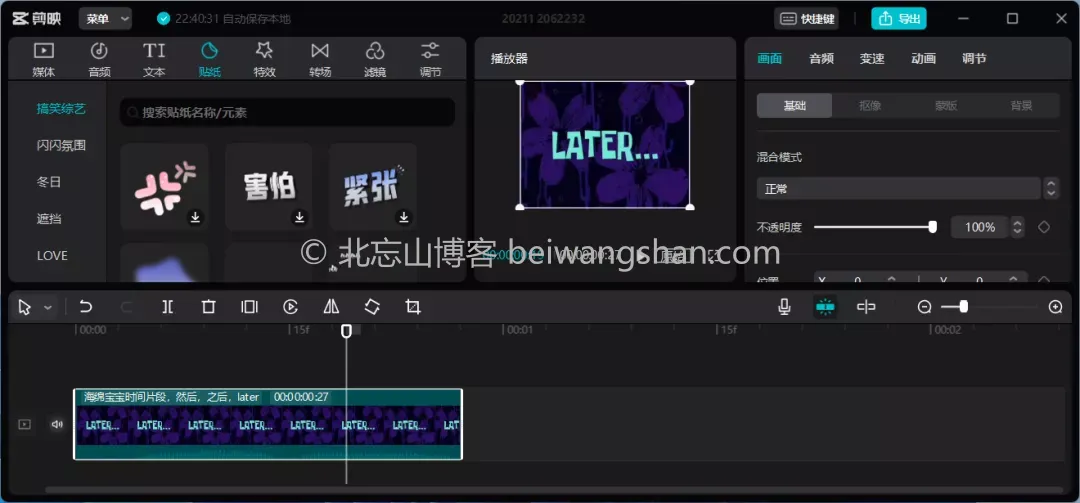 剪映 菜单 22:40:31 自动保存本地 20211 2062232 快捷键 导出
媒体 音频 TI 文本 贴纸 特效 转场 滤镜 调节
播放器
画面 音频 变速 动画 调节
搞笑综艺
搜索贴纸名称/元素
基础 抠像 蒙版 背景
闪闪氛围
LATER...
混合模式
冬日
害怕 紧张
正常
遮挡
不透明度 100%
LOVE
© 北忘山博客 beiwangshan.com
00:00:00:27
位置 X 0 Y 0
00:00 15f 00:01 15f 00:02
海绵宝宝时间片段，然后，之后，later 00:00:00:27
LATER... LATER... LATER... LATER... LATER... LATER... LATER... LAT